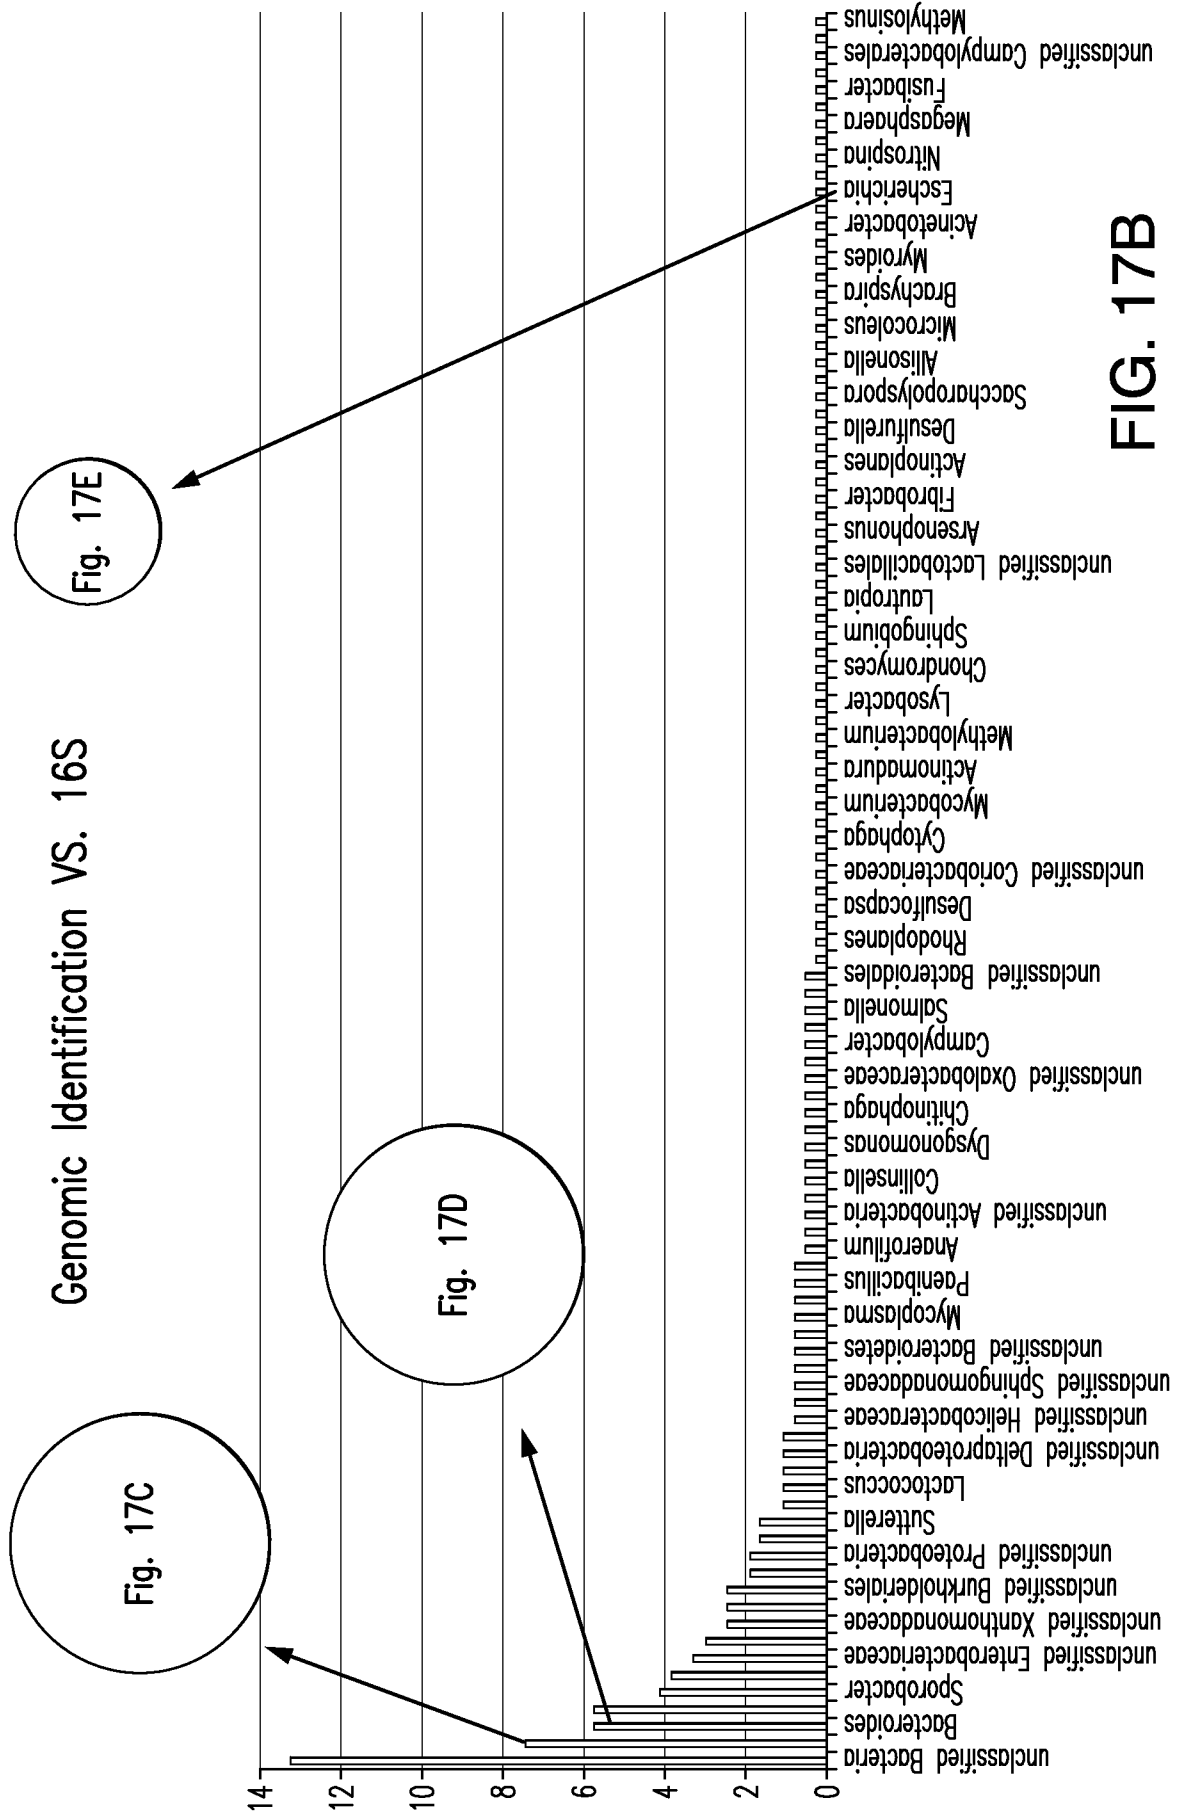 Genomic Identification VS. 16S
Fig. 17C
Fig. 17D
Fig. 17E
14
12
10
8
6
4
2
0
unclassified Bacteria
Bacteroides
Sporobacter
unclassified Enterobacteriaceae
unclassified Xanthomonadaceae
unclassified Burkholderiales
unclassified Proteobacteria
Sutterella
Lactococcus
unclassified Deltaproteobacteria
unclassified Helicobacteraceae
unclassified Sphingomonadaceae
unclassified Bacteroidetes
Mycoplasma
Paenibacillus
Anaerofilum
unclassified Actinobacteria
Collinsella
Dysgonomonas
Chitinophaga
unclassified Oxalobacteraceae
Campylobacter
Salmonella
unclassified Bacteroidales
Rhodoplanes
Desulfocapsa
unclassified Coriobacteriaceae
Cytophaga
Mycobacterium
Actinomadura
Methylobacterium
Lysobacter
Chondromyces
Sphingobium
Lautropia
unclassified Lactobacillales
Arsenophonus
Fibrobacter
Actinoplanes
Desulfurella
Saccharopolyspora
Allisonella
Microcoleus
Brachyspira
Myroides
Acinetobacter
Escherichia
Nitrospina
Megasphaera
Fusibacter
unclassified Campylobacterales
Methylosinus
FIG. 17B